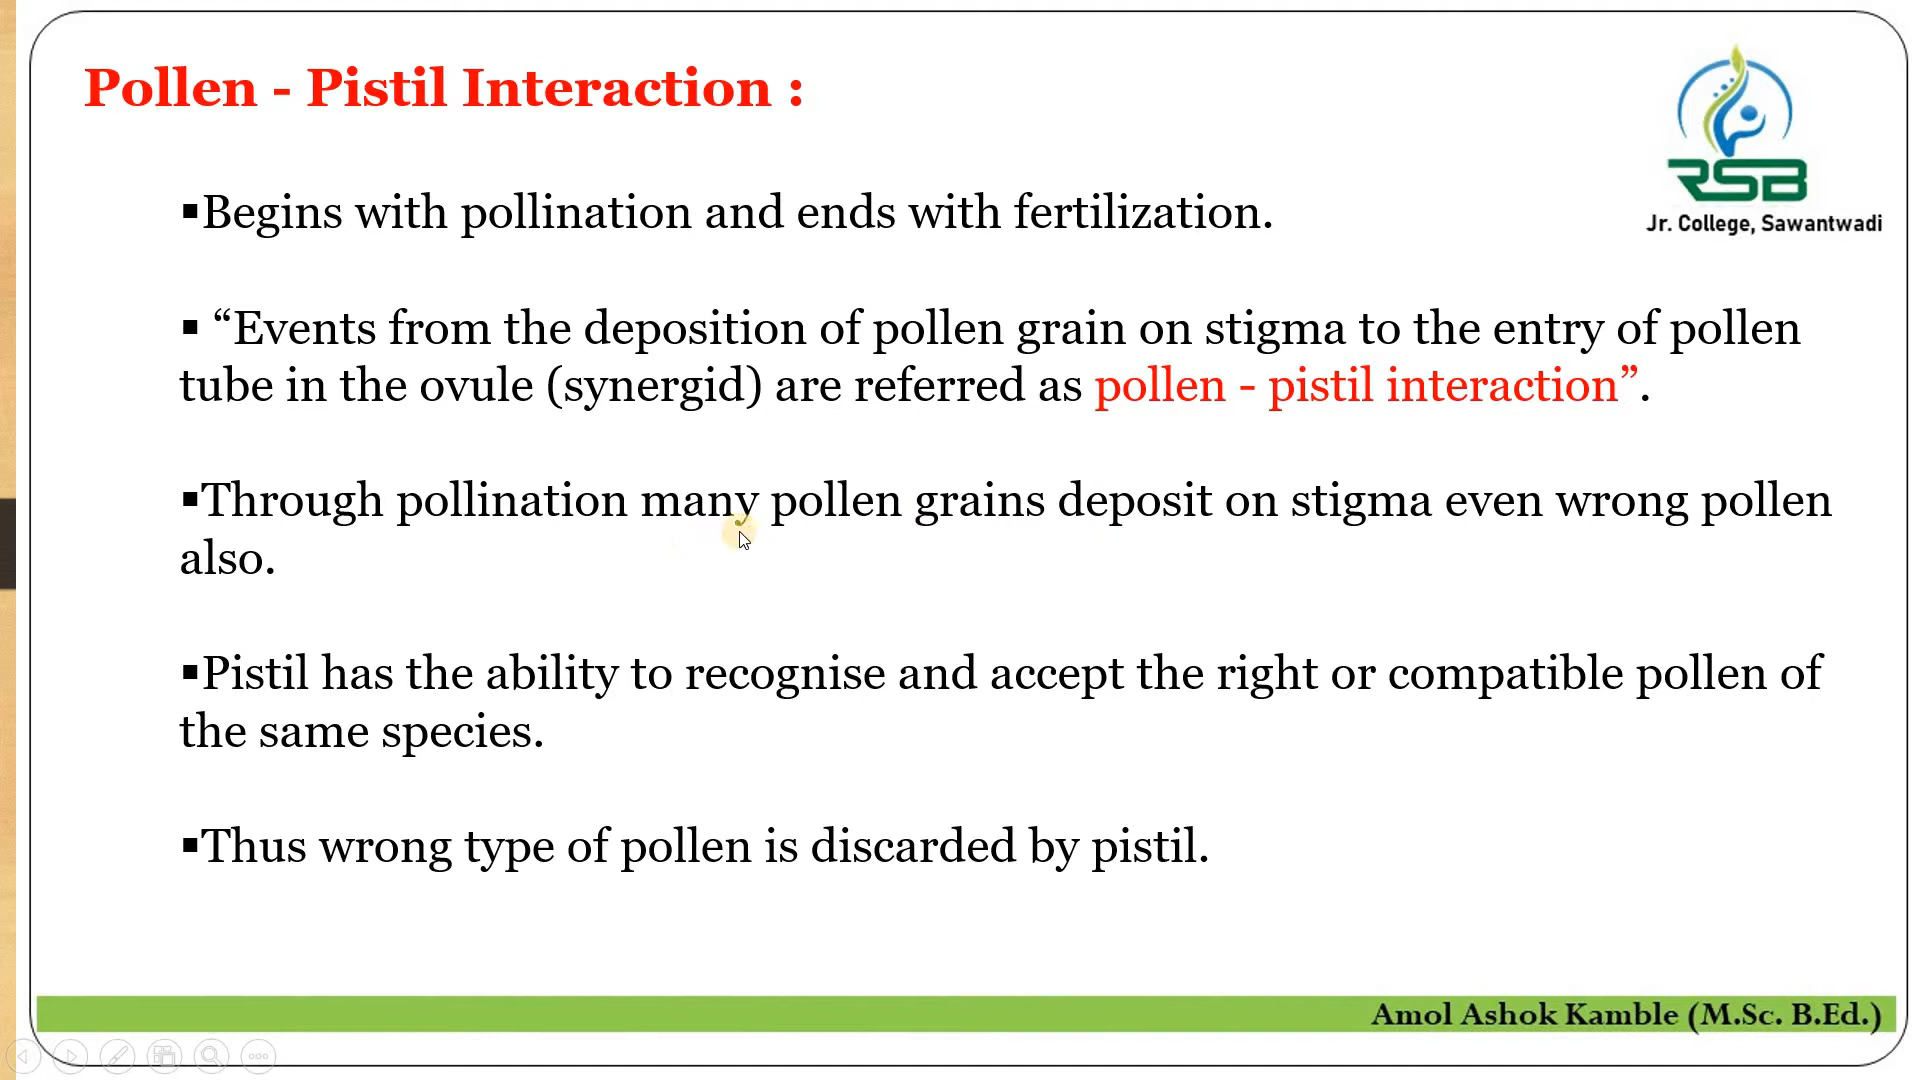 Pollen - Pistil Interaction :
RSB
Jr. College, Sawantwadi
▪Begins with pollination and ends with fertilization.
▪ “Events from the deposition of pollen grain on stigma to the entry of pollen
tube in the ovule (synergid) are referred as pollen - pistil interaction”.
▪Through pollination many pollen grains deposit on stigma even wrong pollen
also.
▪Pistil has the ability to recognise and accept the right or compatible pollen of
the same species.
▪Thus wrong type of pollen is discarded by pistil.
Amol Ashok Kamble (M.Sc. B.Ed.)